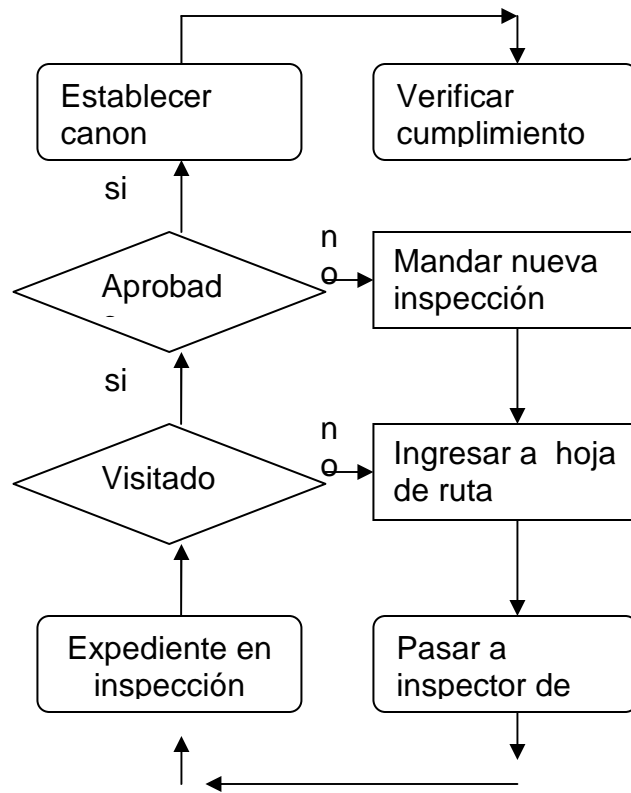 Establecer
canon
Verificar
cumplimiento
si
Aprobad
n
o
Mandar nueva
inspección
si
Visitado
n
o
Ingresar a hoja
de ruta
Expediente en
inspección
Pasar a
inspector de